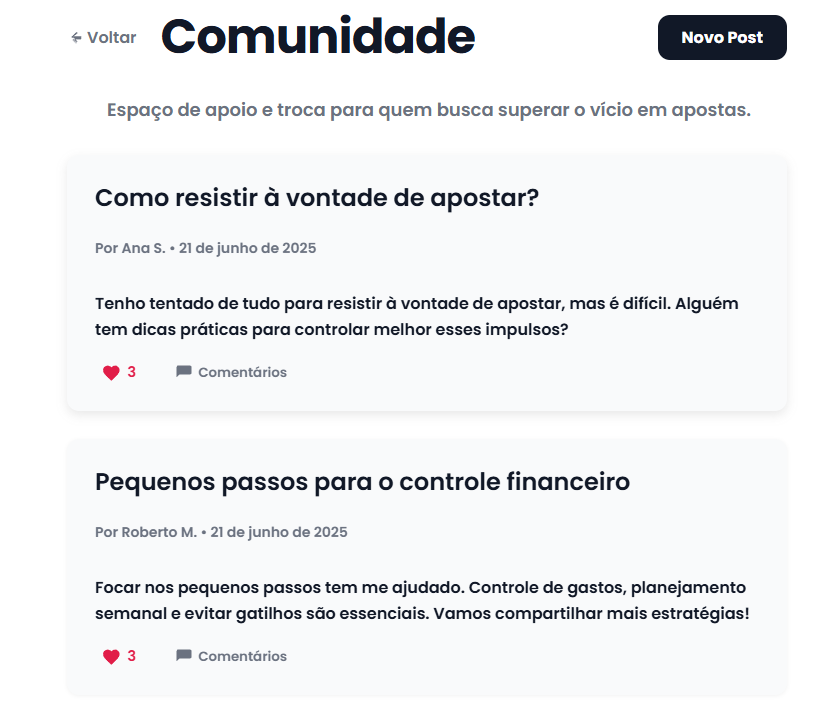 Voltar
Comunidade
Novo Post
Espaço de apoio e troca para quem busca superar o vício em apostas.
Como resistir à vontade de apostar?
Por Ana S. • 21 de junho de 2025
Tenho tentado de tudo para resistir à vontade de apostar, mas é difícil. Alguém
tem dicas práticas para controlar melhor esses impulsos?
3
Comentários
Pequenos passos para o controle financeiro
Por Roberto M. • 21 de junho de 2025
Focar nos pequenos passos tem me ajudado. Controle de gastos, planejamento
semanal e evitar gatilhos são essenciais. Vamos compartilhar mais estratégias!
3
Comentários